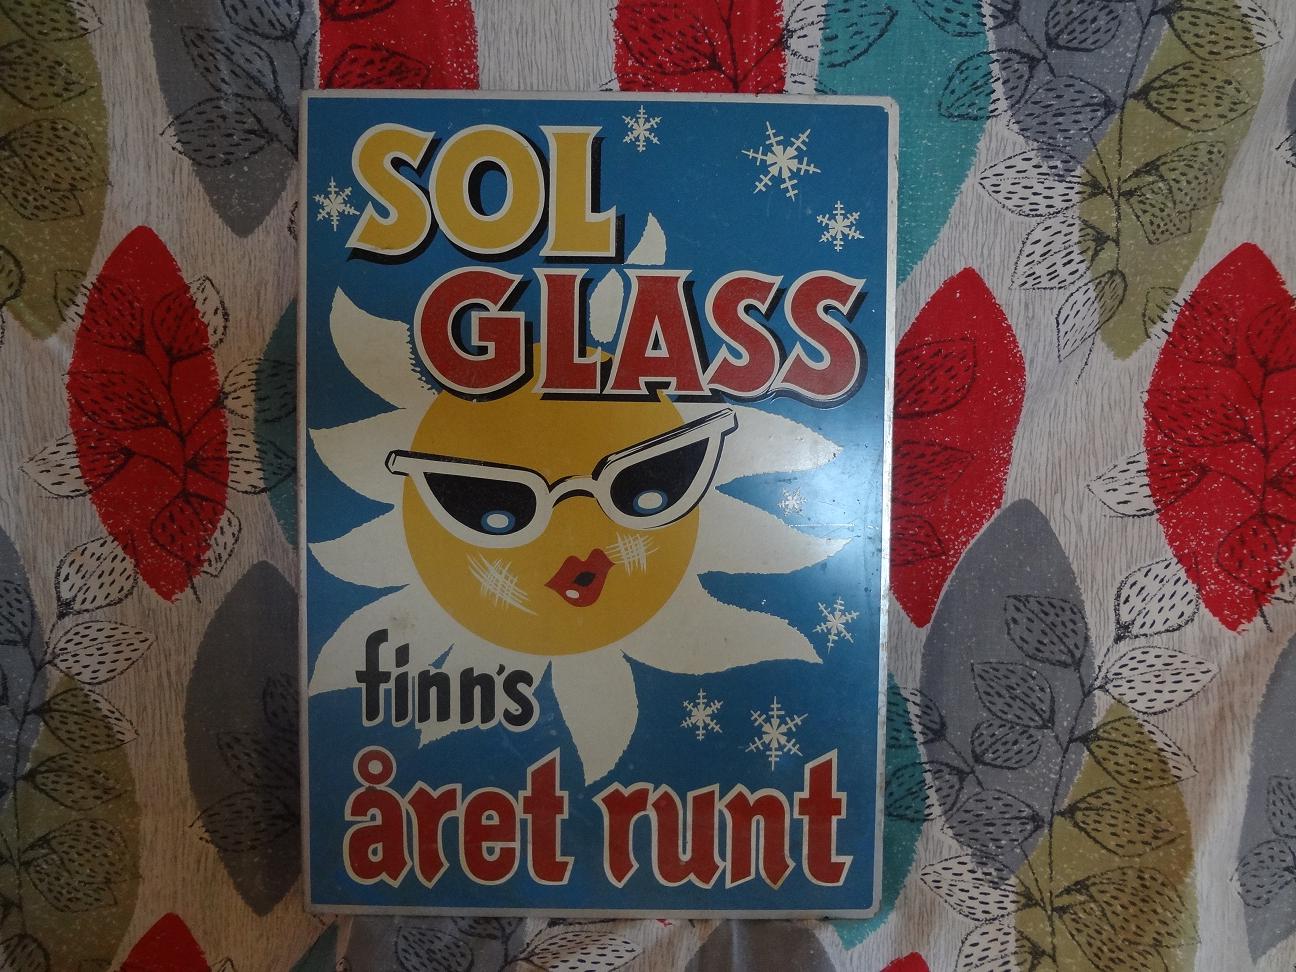 SOL
GLASS
finn's
året runt